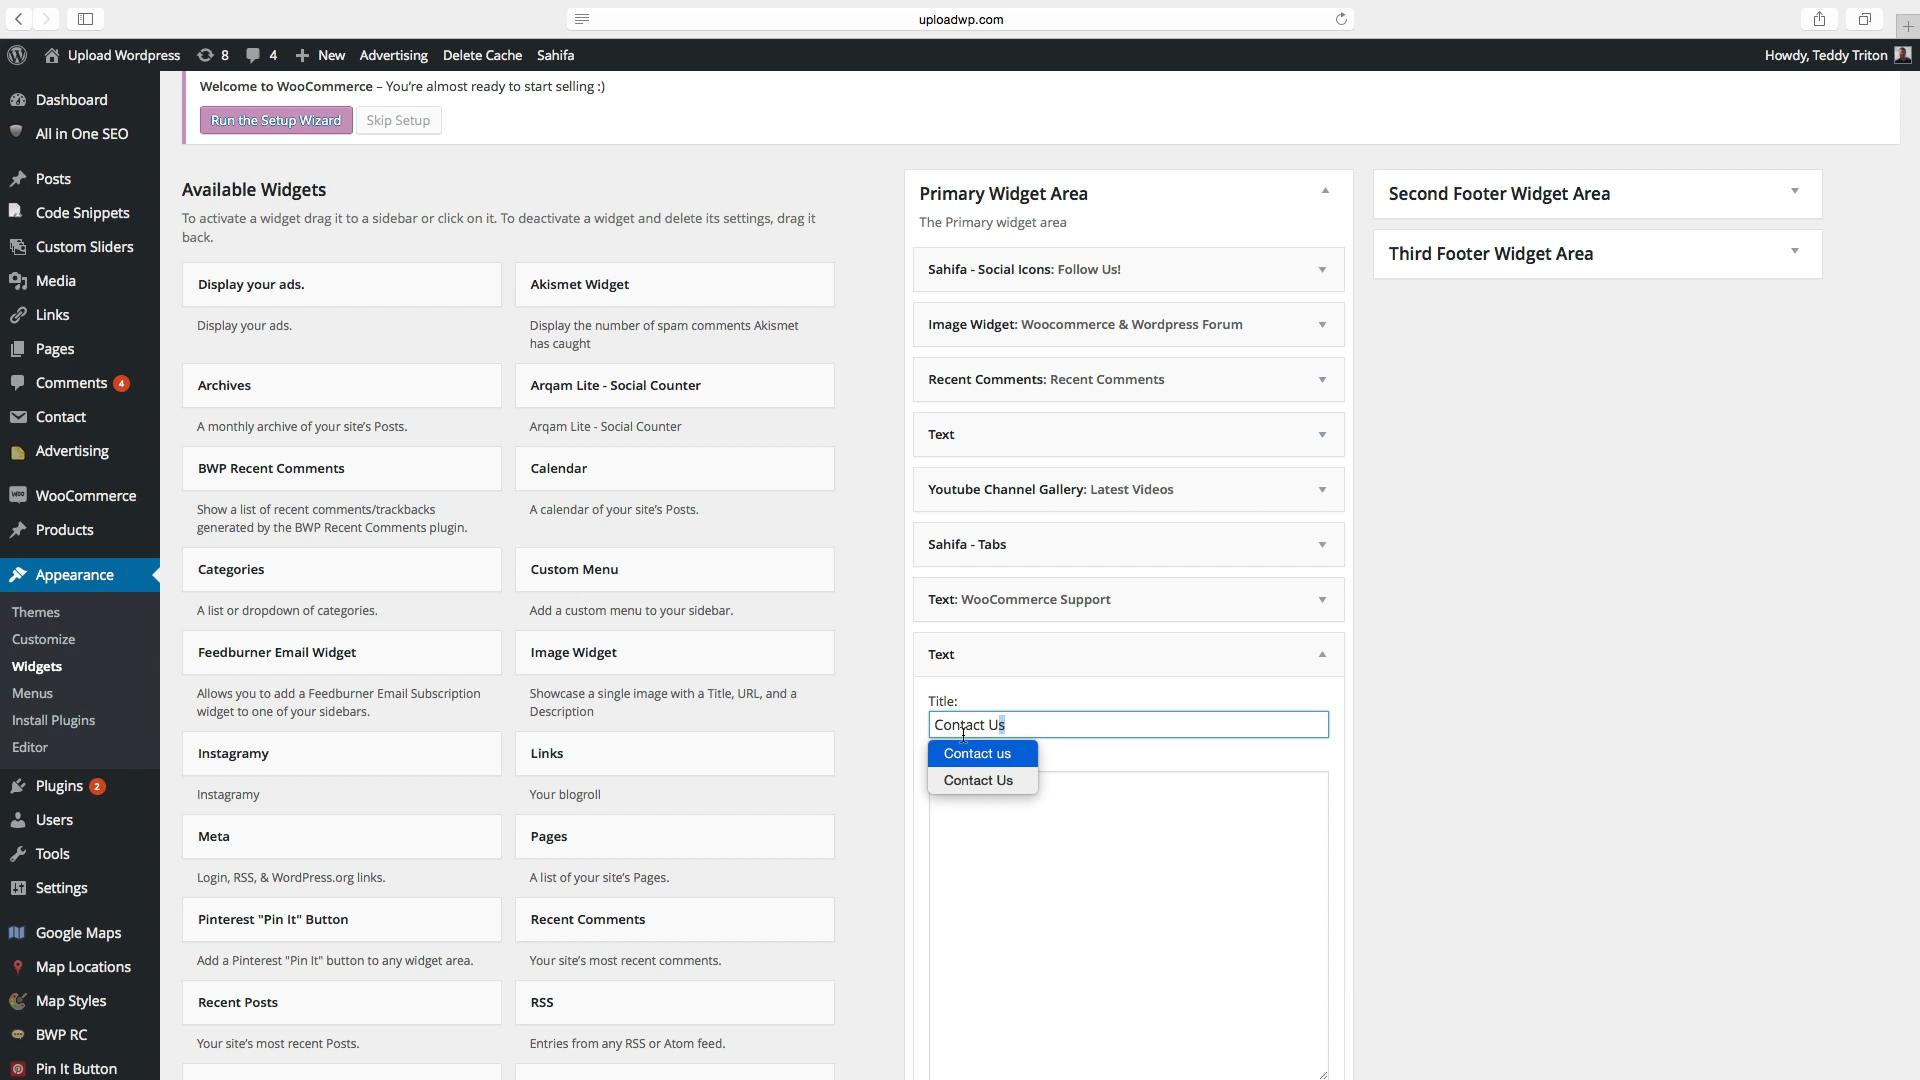 uploadwp.com
Upload Wordpress 8 4 New Advertising Delete Cache Sahifa
Howdy, Teddy Triton
Dashboard
All in One SEO
Posts
Code Snippets
Custom Sliders
Media
Links
Pages
Comments 4
Contact
Advertising
WooCommerce
Products
Appearance
Themes
Customize
Widgets
Menus
Install Plugins
Editor
Plugins 2
Users
Tools
Settings
Google Maps
Map Locations
Map Styles
BWP RC
Pin It Button
Welcome to WooCommerce – You're almost ready to start selling :)
Run the Setup Wizard Skip Setup
Available Widgets
To activate a widget drag it to a sidebar or click on it. To deactivate a widget and delete its settings, drag it
back.
Display your ads.
Display your ads.
Akismet Widget
Display the number of spam comments Akismet
has caught
Archives
A monthly archive of your site's Posts.
Arqam Lite - Social Counter
Arqam Lite - Social Counter
BWP Recent Comments
Show a list of recent comments/trackbacks
generated by the BWP Recent Comments plugin.
Calendar
A calendar of your site's Posts.
Categories
A list or dropdown of categories.
Custom Menu
Add a custom menu to your sidebar.
Feedburner Email Widget
Allows you to add a Feedburner Email Subscription
widget to one of your sidebars.
Image Widget
Showcase a single image with a Title, URL, and a
Description
Instagramy
Instagramy
Links
Your blogroll
Meta
Login, RSS, & WordPress.org links.
Pages
A list of your site's Pages.
Pinterest "Pin It" Button
Add a Pinterest "Pin It" button to any widget area.
Recent Comments
Your site's most recent comments.
Recent Posts
Your site's most recent Posts.
RSS
Entries from any RSS or Atom feed.
Primary Widget Area
The Primary widget area
Sahifa - Social Icons: Follow Us!
Image Widget: Woocommerce & Wordpress Forum
Recent Comments: Recent Comments
Text
Youtube Channel Gallery: Latest Videos
Sahifa - Tabs
Text: WooCommerce Support
Text
Title:
Contact Us
Contact us
Contact Us
Second Footer Widget Area
Third Footer Widget Area